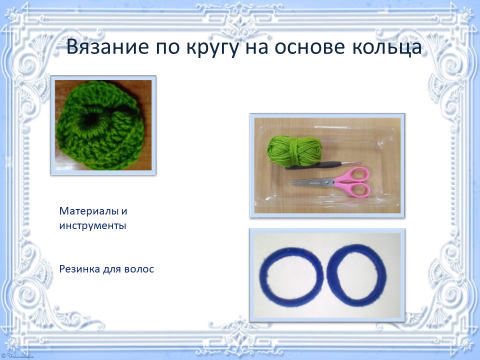 Вязание по кругу на основе кольца
Материалы и
инструменты
Резинка для волос